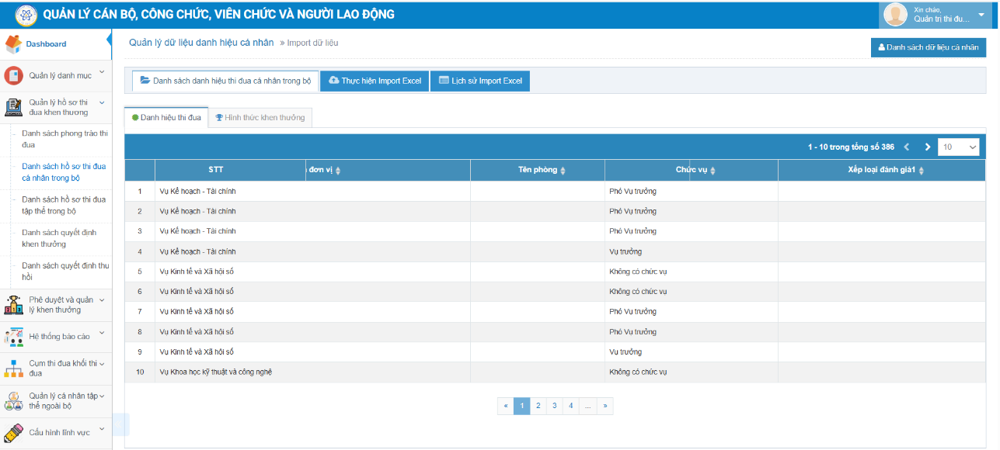 QUẢN LÝ CÁN BỘ, CÔNG CHỨC, VIÊN CHỨC VÀ NGƯỜI LAO ĐỘNG
Xin chào,
Quản trị thi đu...
Dashboard
Quản lý danh mục
Quản lý hồ sơ thi
đua khen thương
Danh sách phong trào thi
đua
Danh sách hồ sơ thi đua
cá nhân trong bộ
Danh sách hồ sơ thi đua
tập thể trong bộ
Danh sách quyết định
khen thưởng
Danh sách quyết định thu
hồi
Phê duyệt và quản
lý khen thưởng
Hệ thống báo cáo
Cụm thi đua khối thi
đua
Quản lý cá nhân tập
thể ngoài bộ
Cấu hình lĩnh vực
Quản lý dữ liệu danh hiệu cá nhân » Import dữ liệu
Danh sách dữ liệu cá nhân
Danh sách danh hiệu thi đua cá nhân trong bộ Thực hiện Import Excel Lịch sử Import Excel
Danh hiệu thi đua Hình thức khen thưởng
1 - 10 trong tổng số 386 10
STT đơn vị Tên phòng Chức vụ Xếp loại đánh giá1
1 Vụ Kế hoạch - Tài chính Phó Vụ trưởng
2 Vụ Kế hoạch - Tài chính Phó Vụ trưởng
3 Vụ Kế hoạch - Tài chính Phó Vụ trưởng
4 Vụ Kế hoạch - Tài chính Vụ trưởng
5 Vụ Kinh tế và Xã hội số Không có chức vụ
6 Vụ Kinh tế và Xã hội số Không có chức vụ
7 Vụ Kinh tế và Xã hội số Phó Vụ trưởng
8 Vụ Kinh tế và Xã hội số Phó Vụ trưởng
9 Vụ Kinh tế và Xã hội số Vụ trưởng
10 Vụ Khoa học kỹ thuật và công nghệ Không có chức vụ
« 1 2 3 4 ... »